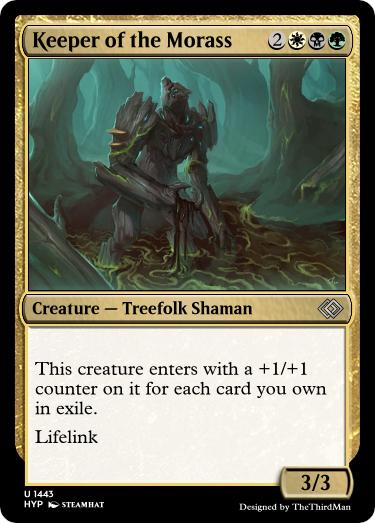 Keeper of the Morass 2
Creature — Treefolk Shaman
This creature enters with a +1/+1
counter on it for each card you own
in exile.
Lifelink
3/3
U 1443
HYP STEAMHAT
Designed by TheThirdMan